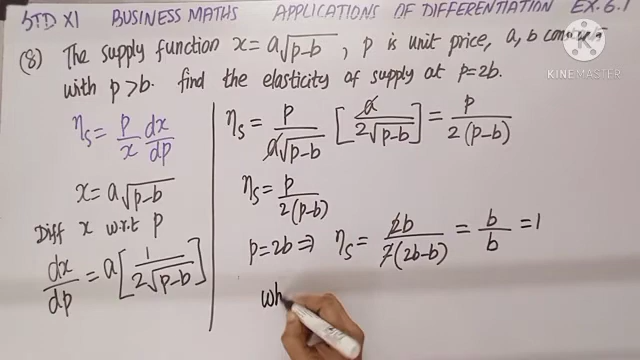 STD XI BUSINESS MATHS APPLICATIONS OF DIFFERENTIATION EX.6.1
KINEMASTER
(8) The supply function x = a√(p-b), p is unit price, a, b
with p > b. find the elasticity of supply at p=2b.
ηs = p/x dx/dp
x = a√(p-b)
Diff x w.r.t p
dx/dp = a[1/(2√(p-b))]
ηs = p/(a√(p-b)) [a/(2√(p-b))] = p/(2(p-b))
ηs = p/(2(p-b))
p=2b ⇒ ηs = 2b/(2(2b-b)) = b/b = 1
wh